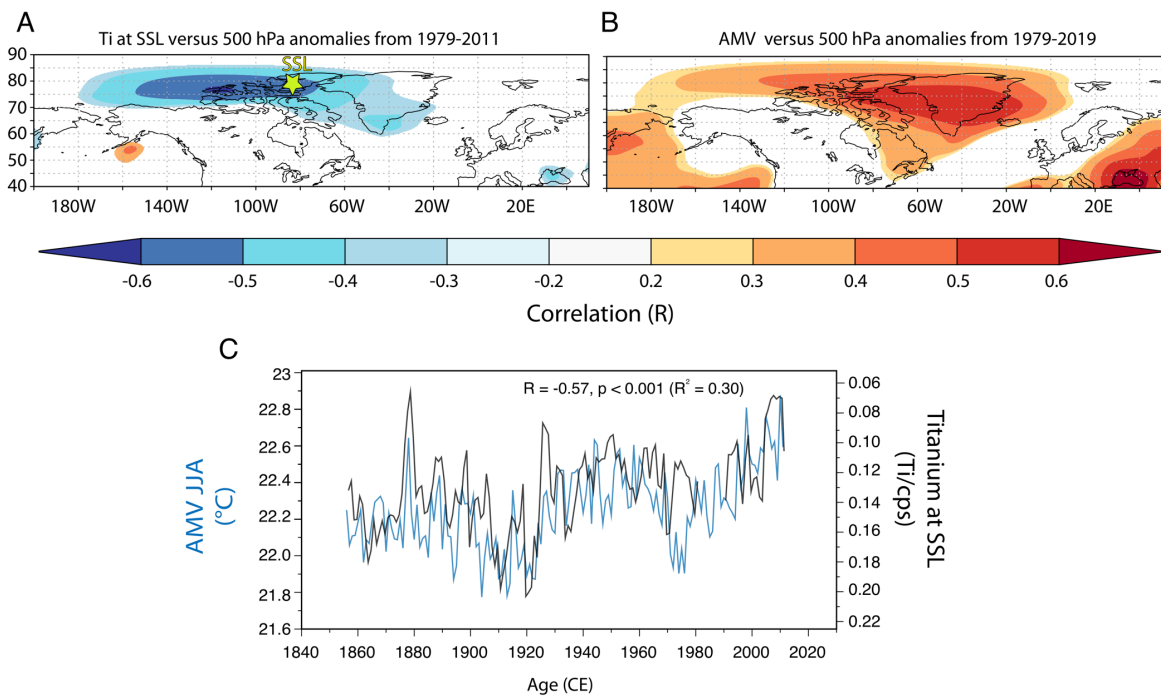 A
Ti at SSL versus 500 hPa anomalies from 1979-2011
B
AMV versus 500 hPa anomalies from 1979-2019
SSL
90
80
70
60
50
40
180W 140W 100W 60W 20W 20E
180W 140W 100W 60W 20W 20E
-0.6 -0.5 -0.4 -0.3 -0.2 0.2 0.3 0.4 0.5 0.6
Correlation (R)
C
R = -0.57, p < 0.001 (R² = 0.30)
AMV JJA
(°C)
23
22.8
22.6
22.4
22.2
22.0
21.8
21.6
0.06
0.08
0.10
0.12
0.14
0.16
0.18
0.20
0.22
Titanium at SSL
(Ti/cps)
1840 1860 1880 1900 1920 1940 1960 1980 2000 2020
Age (CE)